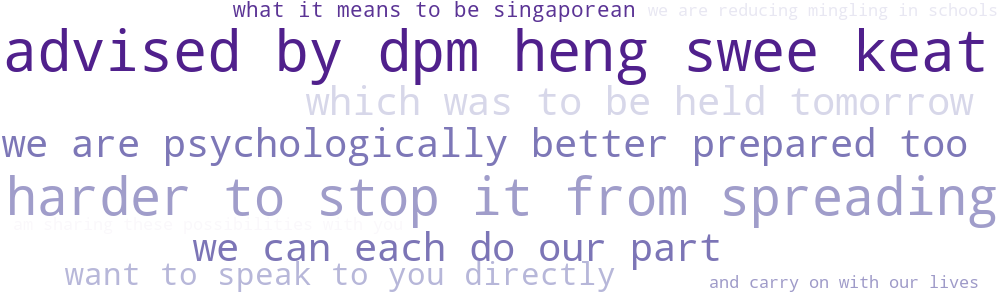 what it means to be singaporean
we are reducing mingling in schools
advised by dpm heng swee keat
which was to be held tomorrow
we are psychologically better prepared too
harder to stop it from spreading
am sharing these possibilities with you
we can each do our part
want to speak to you directly
and carry on with our lives